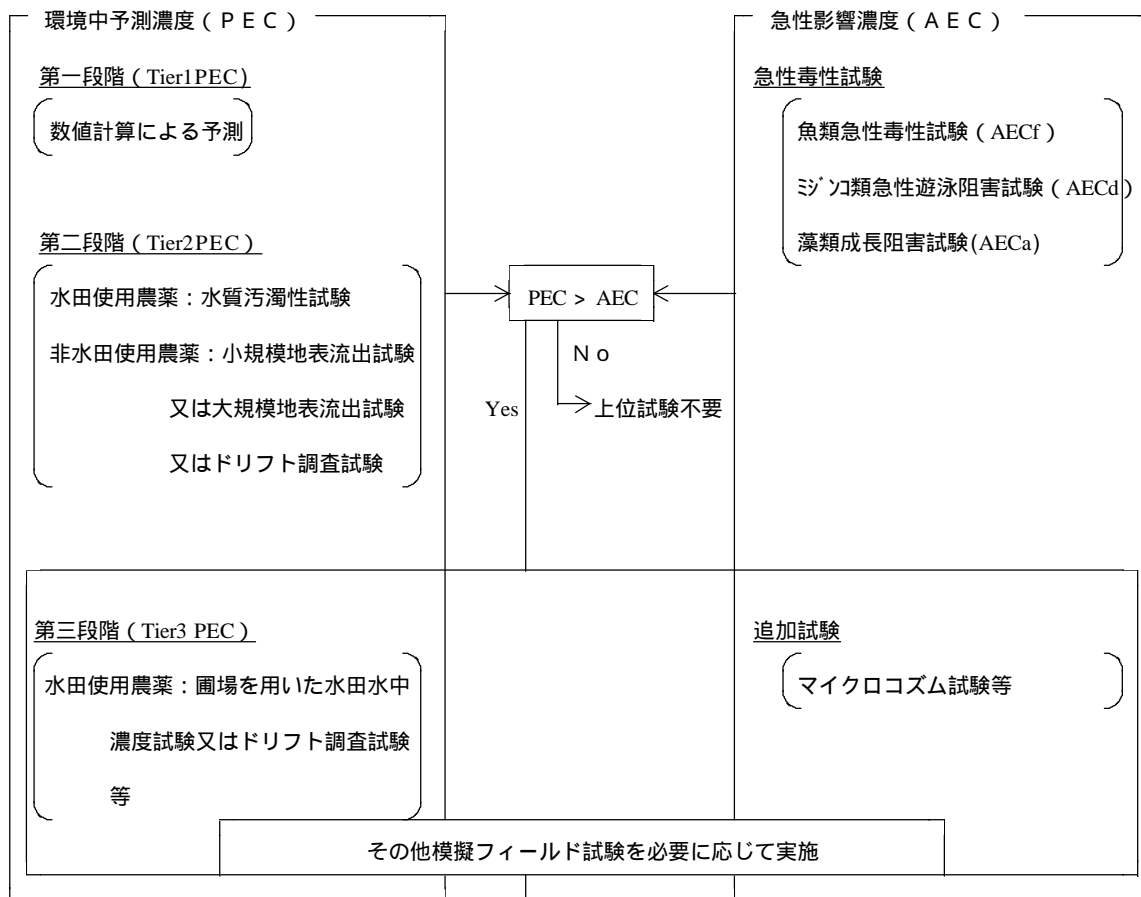 環境中予測濃度(PEC)
第一段階(Tier1PEC)
数値計算による予測
第二段階(Tier2PEC)
水田使用農薬:水質汚濁性試験
非水田使用農薬:小規模地表流出試験
又は大規模地表流出試験
又はドリフト調査試験
急性影響濃度(AEC)
急性毒性試験
魚類急性毒性試験(AECf)
ミジンコ類急性遊泳阻害試験(AECd)
藻類成長阻害試験(AECa)
PEC > AEC
No
Yes
上位試験不要
第三段階(Tier3 PEC)
水田使用農薬:圃場を用いた水田水中
濃度試験又はドリフト調査試験
等
追加試験
マイクロコズム試験等
その他模擬フィールド試験を必要に応じて実施